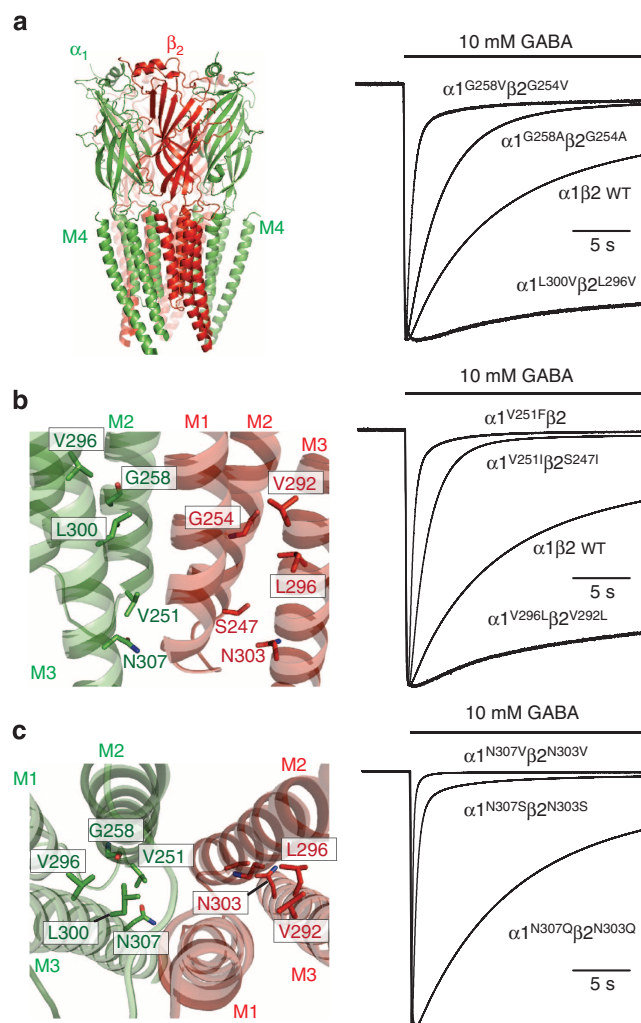 a
α1
β2
M4
M4
10 mM GABA
α1G258Vβ2G254V
α1G258Aβ2G254A
α1β2 WT
5 s
α1L300Vβ2L296V
b
M2
M1
M2
M3
V296
G258
V292
L300
G254
L296
V251
S247
N307
N303
M3
10 mM GABA
α1V251Fβ2
α1V251Iβ2S247I
α1β2 WT
5 s
α1V296Lβ2V292L
c
M2
M2
M1
G258
V296
V251
L296
N303
L300
N307
V292
M3
M3
M1
10 mM GABA
α1N307Vβ2N303V
α1N307Sβ2N303S
α1N307Qβ2N303Q
5 s